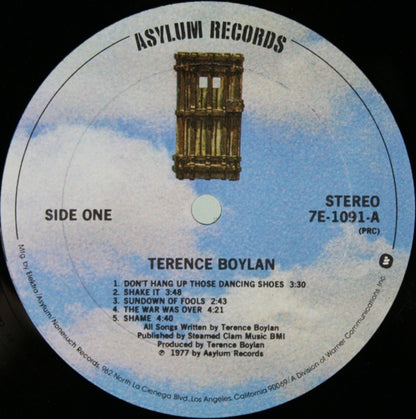 ASYLUM RECORDS
SIDE ONE
STEREO
7E-1091-A
(PRC)
TERENCE BOYLAN
1. DON'T HANG UP THOSE DANCING SHOES 3:30
2. SHAKE IT 3:48
3. SUNDOWN OF FOOLS 2:43
4. THE WAR WAS OVER 4:21
5. SHAME 4:40
All Songs Written by Terence Boylan
Published by Steamed Clam Music BMI
Produced by Terence Boylan
℗ 1977 by Asylum Records
Mfg. by Elektra/Asylum/Nonesuch Records, 962 North La Cienega Blvd., Los Angeles, California 90069/A Division of Warner Communications Inc.